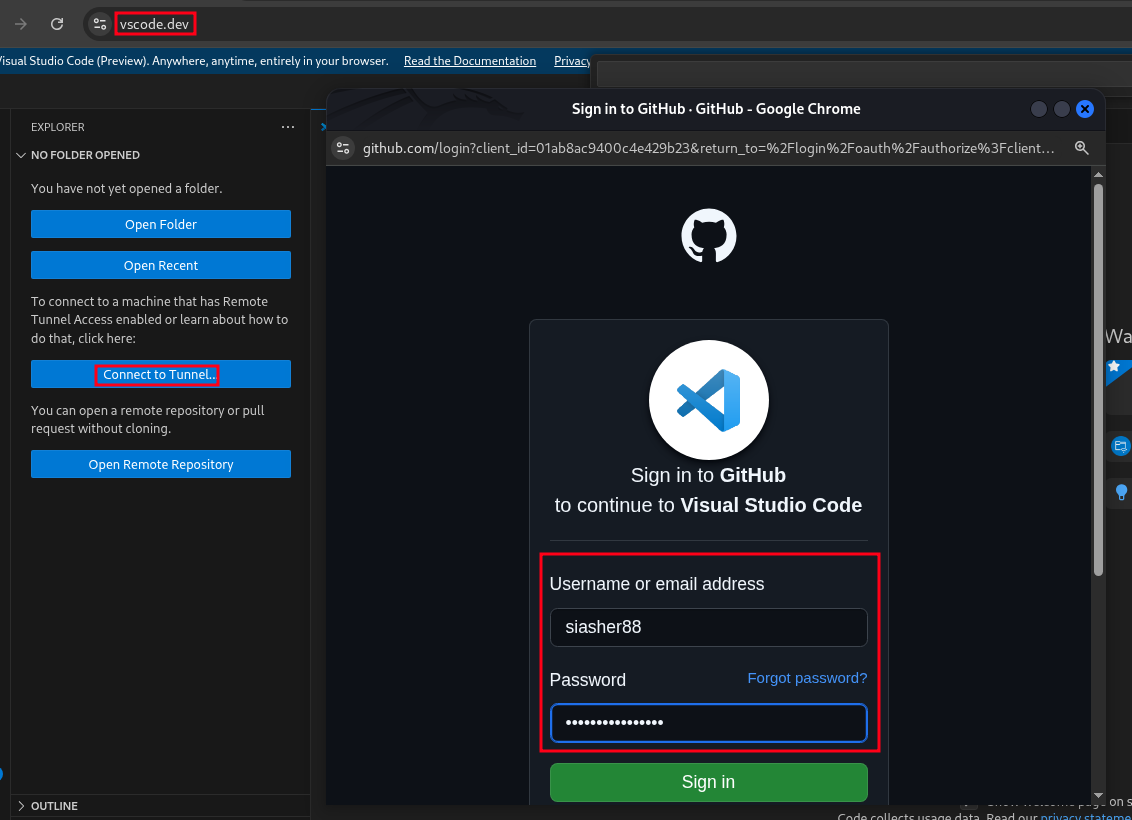 vscode.dev
Visual Studio Code (Preview). Anywhere, anytime, entirely in your browser. Read the Documentation Privacy
Sign in to GitHub · GitHub - Google Chrome
github.com/login?client_id=01ab8ac9400c4e429b23&return_to=%2Flogin%2Foauth%2Fauthorize%3Fclient...
EXPLORER
NO FOLDER OPENED
You have not yet opened a folder.
Open Folder
Open Recent
To connect to a machine that has Remote
Tunnel Access enabled or learn about how to
do that, click here:
Connect to Tunnel...
You can open a remote repository or pull
request without cloning.
Open Remote Repository
OUTLINE
Sign in to GitHub
to continue to Visual Studio Code
Username or email address
siasher88
Password Forgot password?
••••••••••••••••
Sign in
Wa
Show welcome page on s
Code collects usage data. Read our privacy stateme